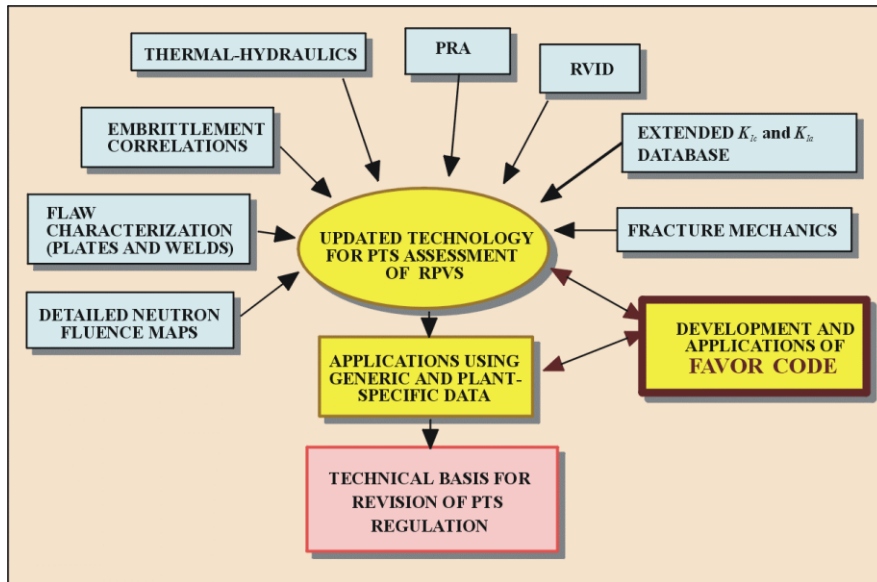 THERMAL-HYDRAULICS
PRA
RVID
EMBRITTLEMENT
CORRELATIONS
EXTENDED KIc and KIa
DATABASE
FLAW
CHARACTERIZATION
(PLATES AND WELDS)
UPDATED TECHNOLOGY
FOR PTS ASSESSMENT
OF RPVS
FRACTURE MECHANICS
DETAILED NEUTRON
FLUENCE MAPS
DEVELOPMENT AND
APPLICATIONS OF
FAVOR CODE
APPLICATIONS USING
GENERIC AND PLANT-
SPECIFIC DATA
TECHNICAL BASIS FOR
REVISION OF PTS
REGULATION